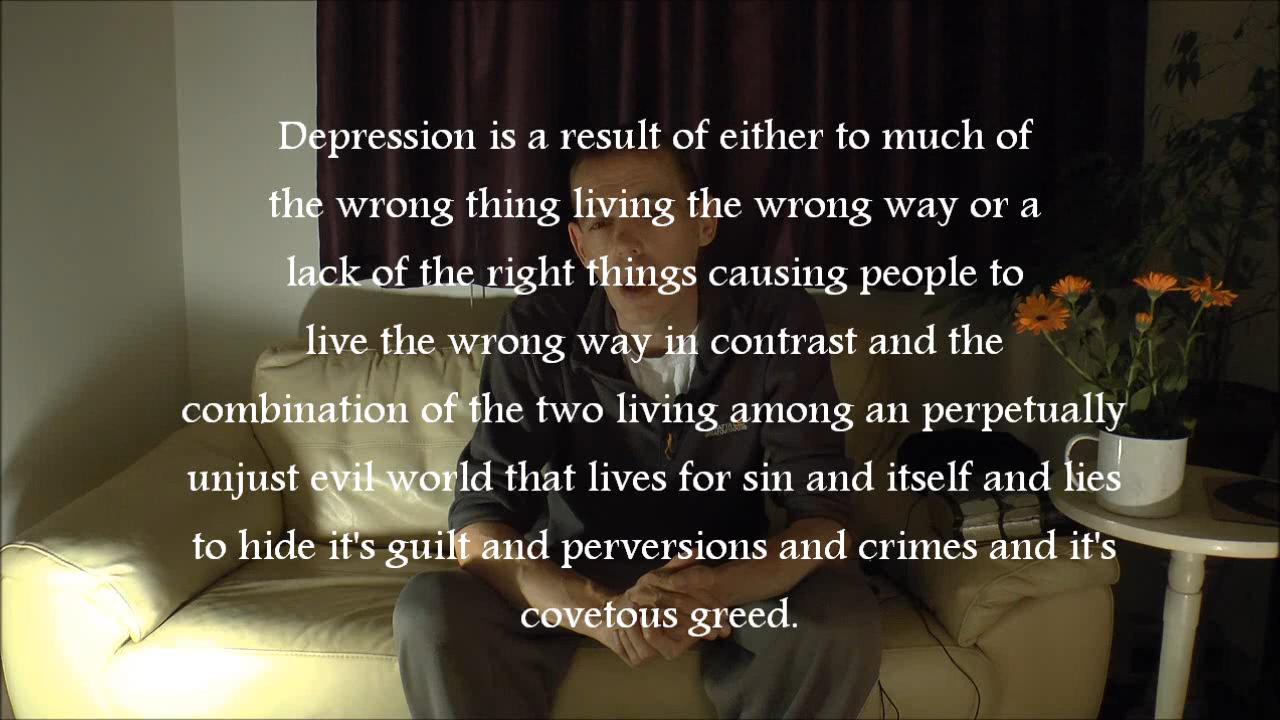 Depression is a result of either to much of
the wrong thing living the wrong way or a
lack of the right things causing people to
live the wrong way in contrast and the
combination of the two living among an perpetually
unjust evil world that lives for sin and itself and lies
to hide it's guilt and perversions and crimes and it's
covetous greed.